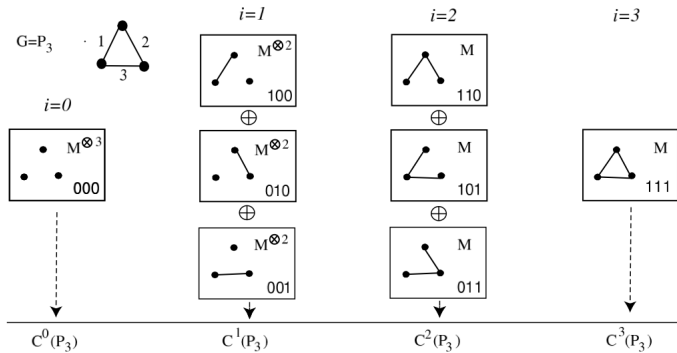 i=1
i=2
i=3
G=P₃
1
2
3
i=0
M⊗2
100
M
110
⊕
⊕
M⊗3
000
M⊗2
010
M
101
M
111
⊕
⊕
M⊗2
001
M
011
C⁰(P₃)
C¹(P₃)
C²(P₃)
C³(P₃)